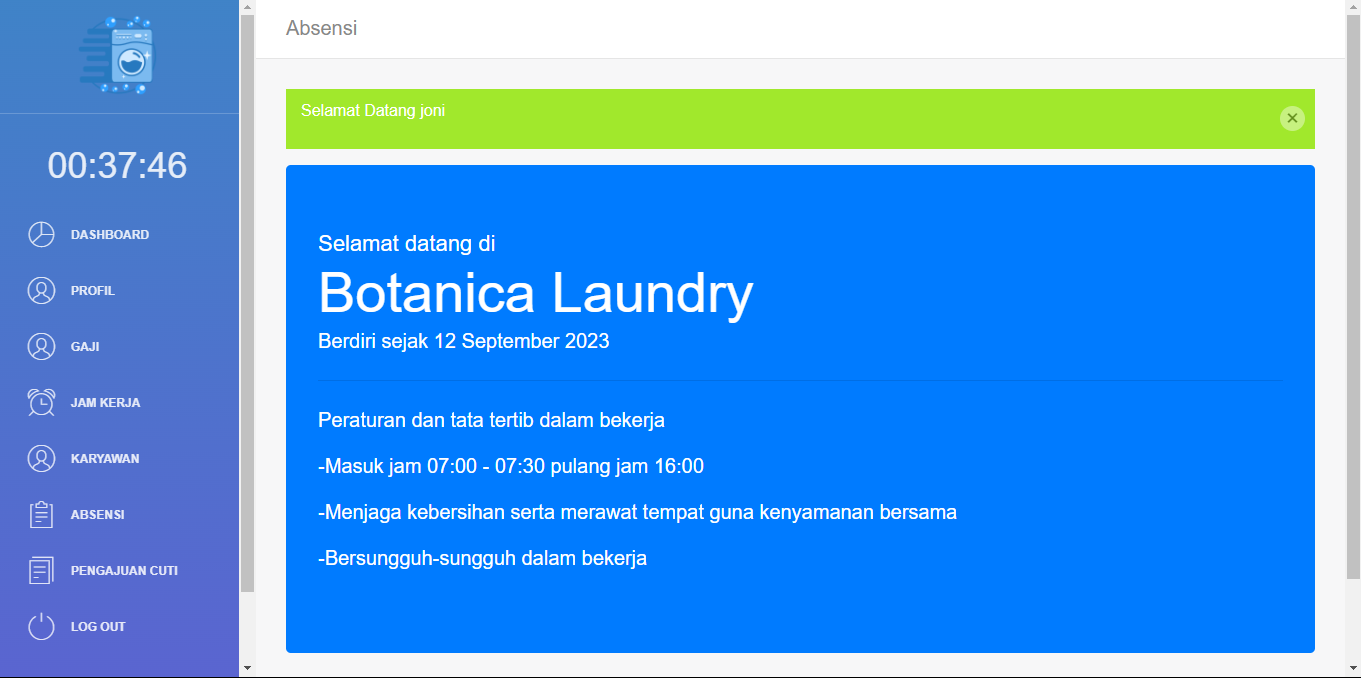 Absensi
00:37:46
DASHBOARD
PROFIL
GAJI
JAM KERJA
KARYAWAN
ABSENSI
PENGAJUAN CUTI
LOG OUT
Selamat Datang joni
Selamat datang di
Botanica Laundry
Berdiri sejak 12 September 2023
Peraturan dan tata tertib dalam bekerja
-Masuk jam 07:00 - 07:30 pulang jam 16:00
-Menjaga kebersihan serta merawat tempat guna kenyamanan bersama
-Bersungguh-sungguh dalam bekerja